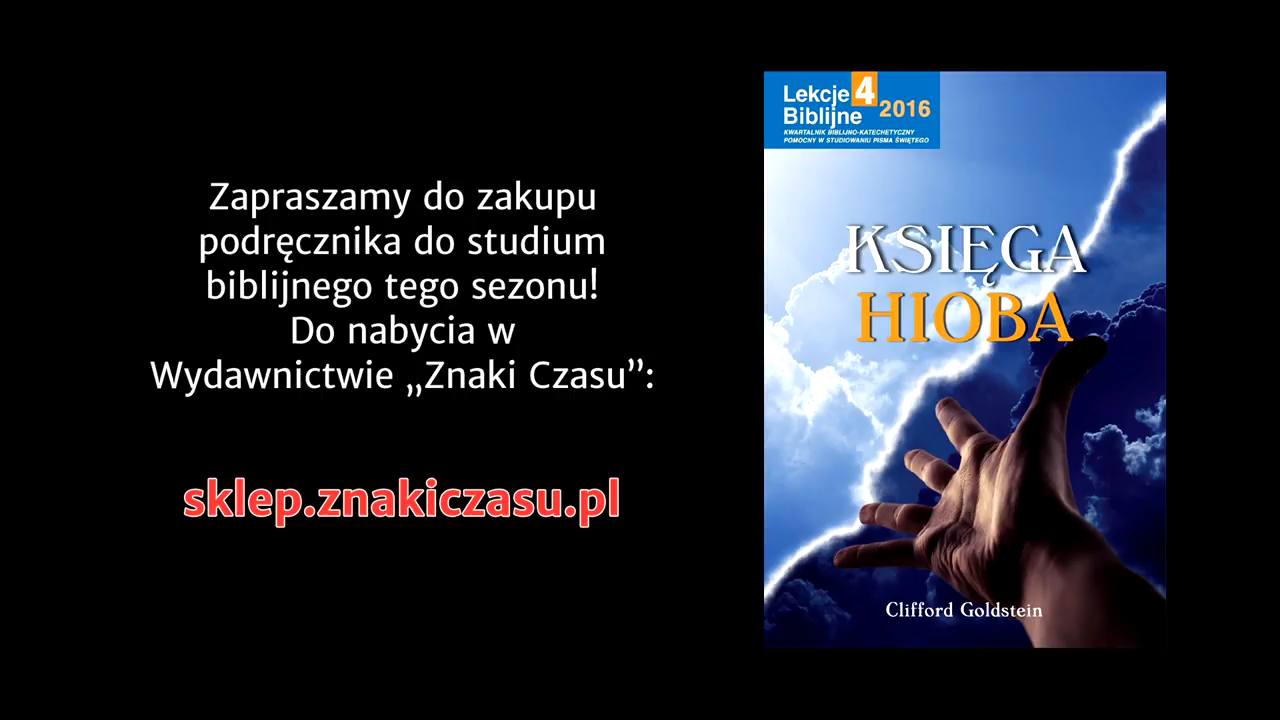 Zapraszamy do zakupu
podręcznika do studium
biblijnego tego sezonu!
Do nabycia w
Wydawnictwie „Znaki Czasu”:
sklep.znakiczasu.pl
Lekcje 4
Biblijne 2016
KWARTALNIK BIBLIJNO-KATECHETYCZNY
POMOCNY W STUDIOWANIU PISMA ŚWIĘTEGO
KSIĘGA
HIOBA
Clifford Goldstein